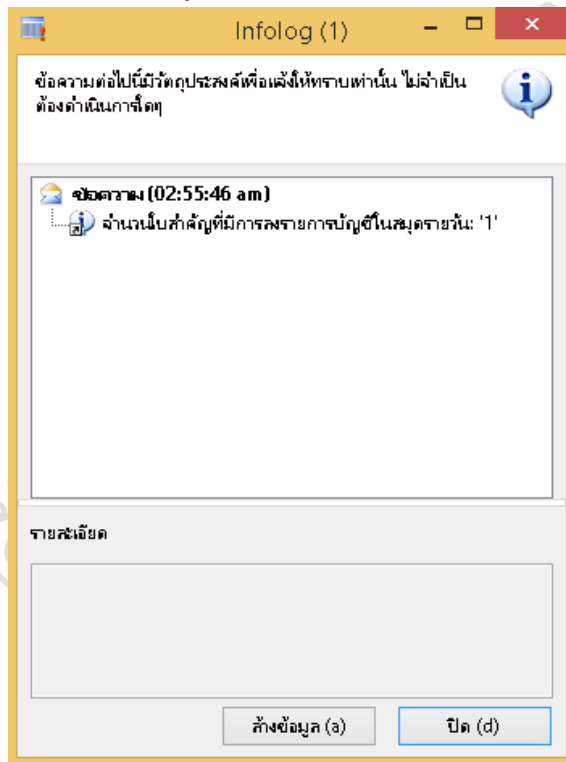 Infolog (1)
ข้อความต่อไปนี้มีวัตถุประสงค์เพื่อแจ้งให้ทราบเท่านั้น ไม่จำเป็น
ต้องดำเนินการใดๆ
ข้อความ (02:55:46 am)
จำนวนใบสำคัญที่มีการลงรายการบัญชีในสมุดรายวัน: '1'
รายละเอียด
ล้างข้อมูล (a)
ปิด (d)